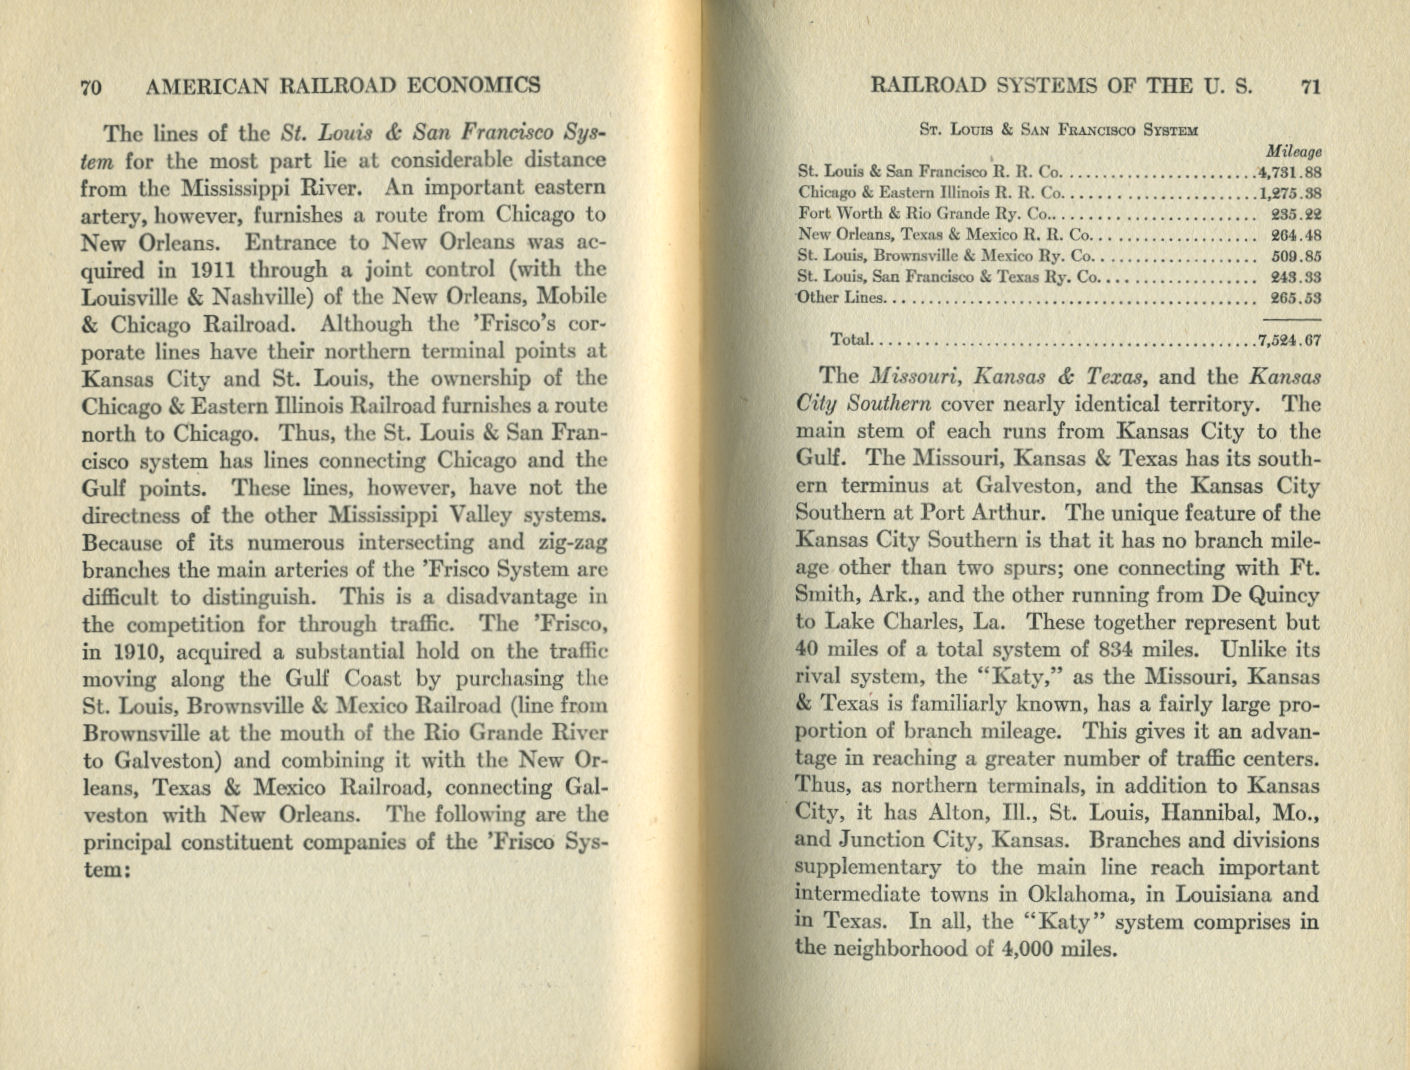 70 AMERICAN RAILROAD ECONOMICS
The lines of the St. Louis & San Francisco Sys-
tem for the most part lie at considerable distance
from the Mississippi River. An important eastern
artery, however, furnishes a route from Chicago to
New Orleans. Entrance to New Orleans was ac-
quired in 1911 through a joint control (with the
Louisville & Nashville) of the New Orleans, Mobile
& Chicago Railroad. Although the 'Frisco's cor-
porate lines have their northern terminal points at
Kansas City and St. Louis, the ownership of the
Chicago & Eastern Illinois Railroad furnishes a route
north to Chicago. Thus, the St. Louis & San Fran-
cisco system has lines connecting Chicago and the
Gulf points. These lines, however, have not the
directness of the other Mississippi Valley systems.
Because of its numerous intersecting and zig-zag
branches the main arteries of the 'Frisco System are
difficult to distinguish. This is a disadvantage in
the competition for through traffic. The 'Frisco,
in 1910, acquired a substantial hold on the traffic
moving along the Gulf Coast by purchasing the
St. Louis, Brownsville & Mexico Railroad (line from
Brownsville at the mouth of the Rio Grande River
to Galveston) and combining it with the New Or-
leans, Texas & Mexico Railroad, connecting Gal-
veston with New Orleans. The following are the
principal constituent companies of the 'Frisco Sys-
tem:
RAILROAD SYSTEMS OF THE U. S. 71
St. Louis & San Francisco System
Mileage
St. Louis & San Francisco R. R. Co. .......................4,731.88
Chicago & Eastern Illinois R. R. Co. .......................1,275.38
Fort Worth & Rio Grande Ry. Co.. ........................ 235.22
New Orleans, Texas & Mexico R. R. Co. ................... 264.48
St. Louis, Brownsville & Mexico Ry. Co. ................... 509.85
St. Louis, San Francisco & Texas Ry. Co. .................. 243.33
Other Lines. ............................................. 265.53
Total. .............................................7,524.67
The Missouri, Kansas & Texas, and the Kansas
City Southern cover nearly identical territory. The
main stem of each runs from Kansas City to the
Gulf. The Missouri, Kansas & Texas has its south-
ern terminus at Galveston, and the Kansas City
Southern at Port Arthur. The unique feature of the
Kansas City Southern is that it has no branch mile-
age other than two spurs; one connecting with Ft.
Smith, Ark., and the other running from De Quincy
to Lake Charles, La. These together represent but
40 miles of a total system of 834 miles. Unlike its
rival system, the "Katy," as the Missouri, Kansas
& Texas is familiarly known, has a fairly large pro-
portion of branch mileage. This gives it an advan-
tage in reaching a greater number of traffic centers.
Thus, as northern terminals, in addition to Kansas
City, it has Alton, Ill., St. Louis, Hannibal, Mo.,
and Junction City, Kansas. Branches and divisions
supplementary to the main line reach important
intermediate towns in Oklahoma, in Louisiana and
in Texas. In all, the "Katy" system comprises in
the neighborhood of 4,000 miles.